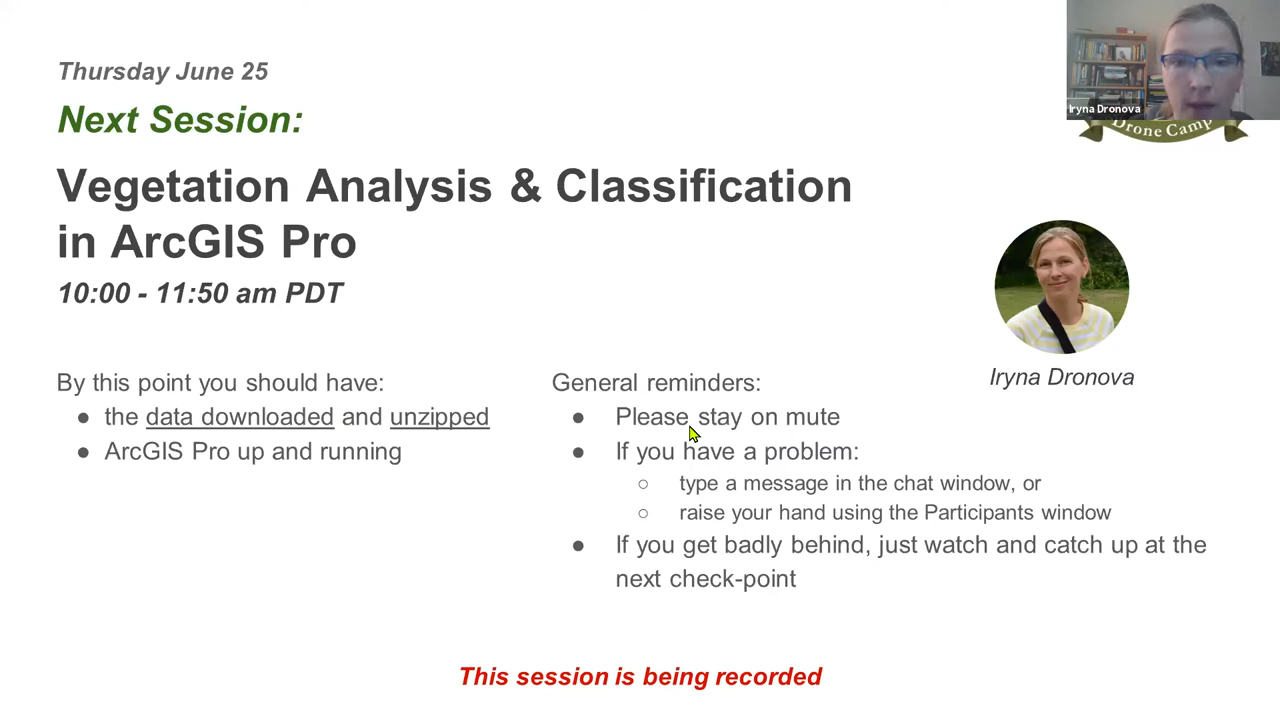 Thursday June 25
Next Session:
Vegetation Analysis & Classification
in ArcGIS Pro
10:00 - 11:50 am PDT
Iryna Dronova
Drone Camp
Iryna Dronova
By this point you should have:
● the data downloaded and unzipped
● ArcGIS Pro up and running
General reminders:
● Please stay on mute
● If you have a problem:
○ type a message in the chat window, or
○ raise your hand using the Participants window
● If you get badly behind, just watch and catch up at the
next check-point
This session is being recorded